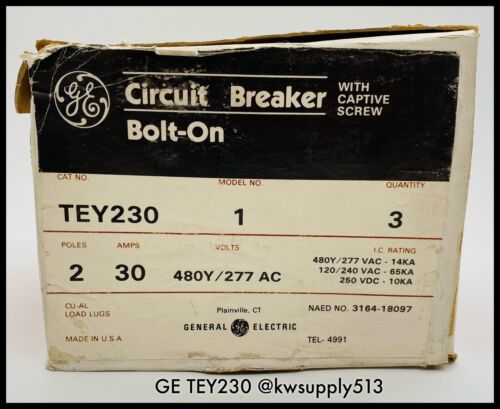 GE
Circuit Breaker
WITH
CAPTIVE
SCREW
Bolt-On
CAT NO. MODEL NO. QUANTITY
TEY230 1 3
POLES AMPS VOLTS I.C. RATING
2 30 480Y/277 AC
480Y/277 VAC - 14KA
120/240 VAC - 65KA
250 VDC - 10KA
CU-AL
LOAD LUGS
MADE IN U.S.A.
Plainville, CT
GENERAL GE ELECTRIC
NAED NO. 3164-18097
TEL- 4991
GE TEY230 @kwsupply513